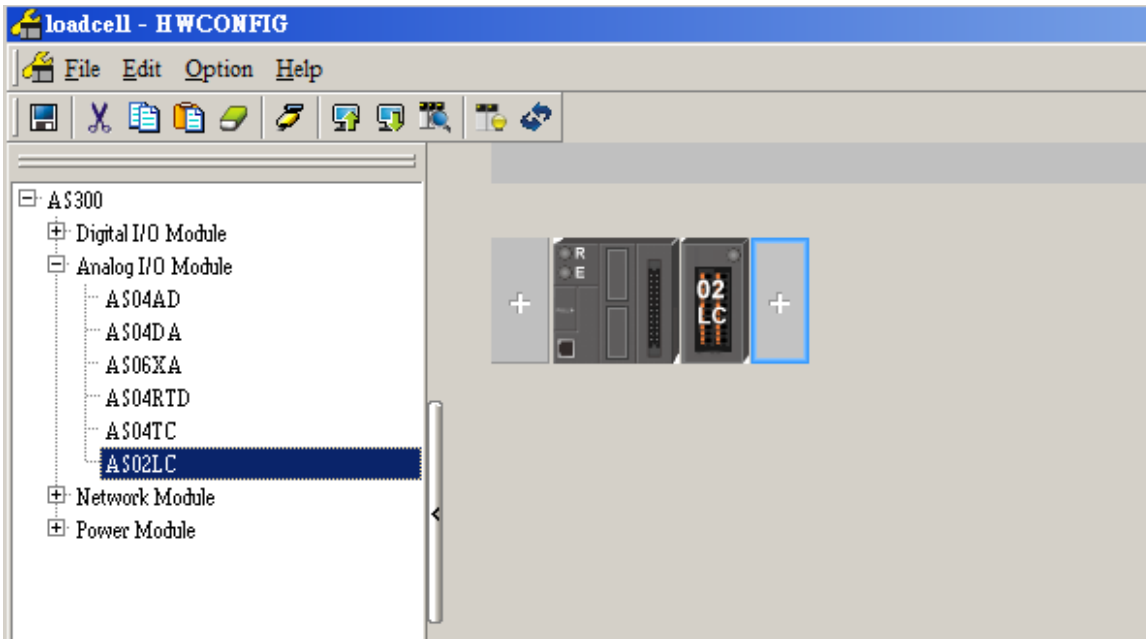 loadcell - HWCONFIG
File Edit Option Help
AS300
Digital I/O Module
Analog I/O Module
AS04AD
AS04DA
AS06XA
AS04RTD
AS04TC
AS02LC
Network Module
Power Module
R
E
02
LC